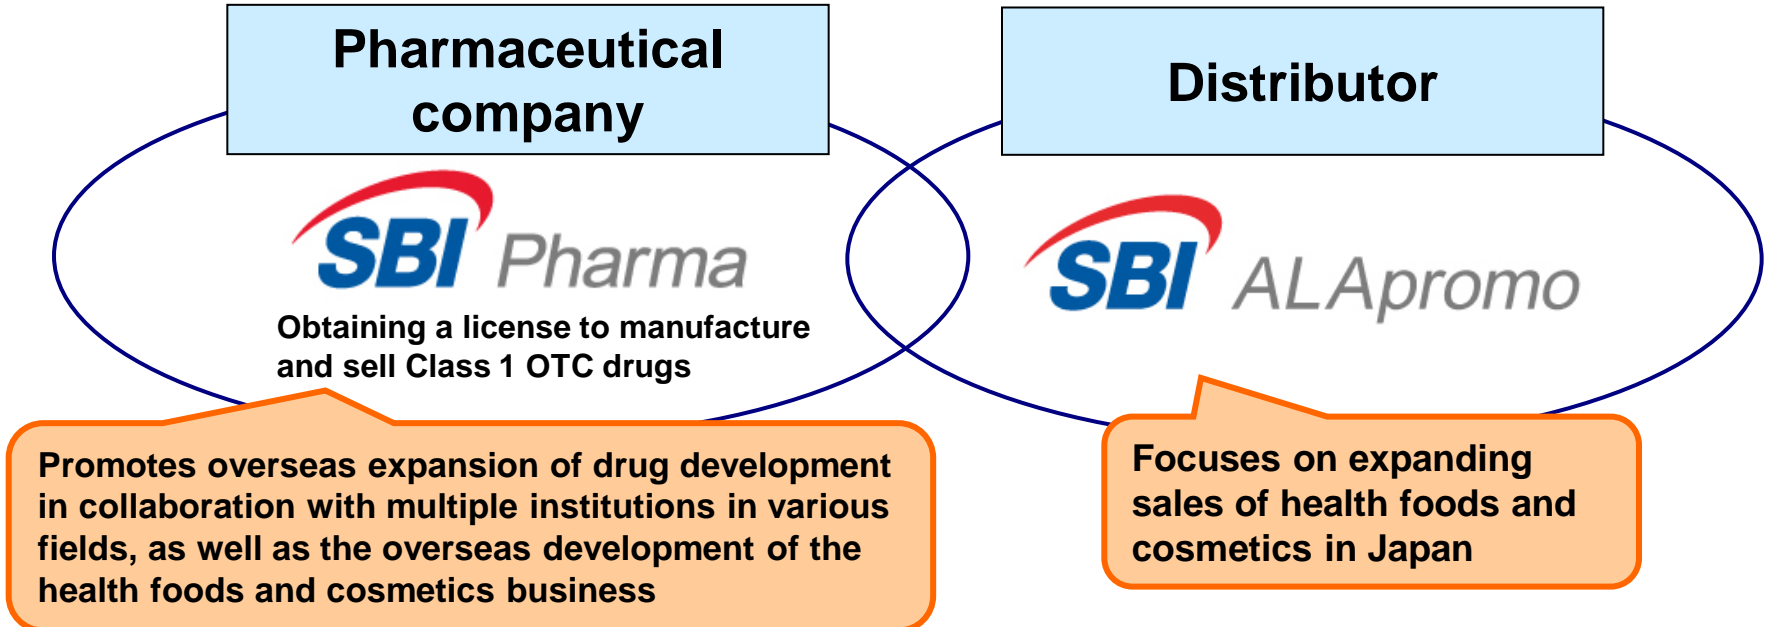 Pharmaceutical
company
Distributor
SBI Pharma
Obtaining a license to manufacture
and sell Class 1 OTC drugs
SBI ALApromo
Promotes overseas expansion of drug development
in collaboration with multiple institutions in various
fields, as well as the overseas development of the
health foods and cosmetics business
Focuses on expanding
sales of health foods and
cosmetics in Japan